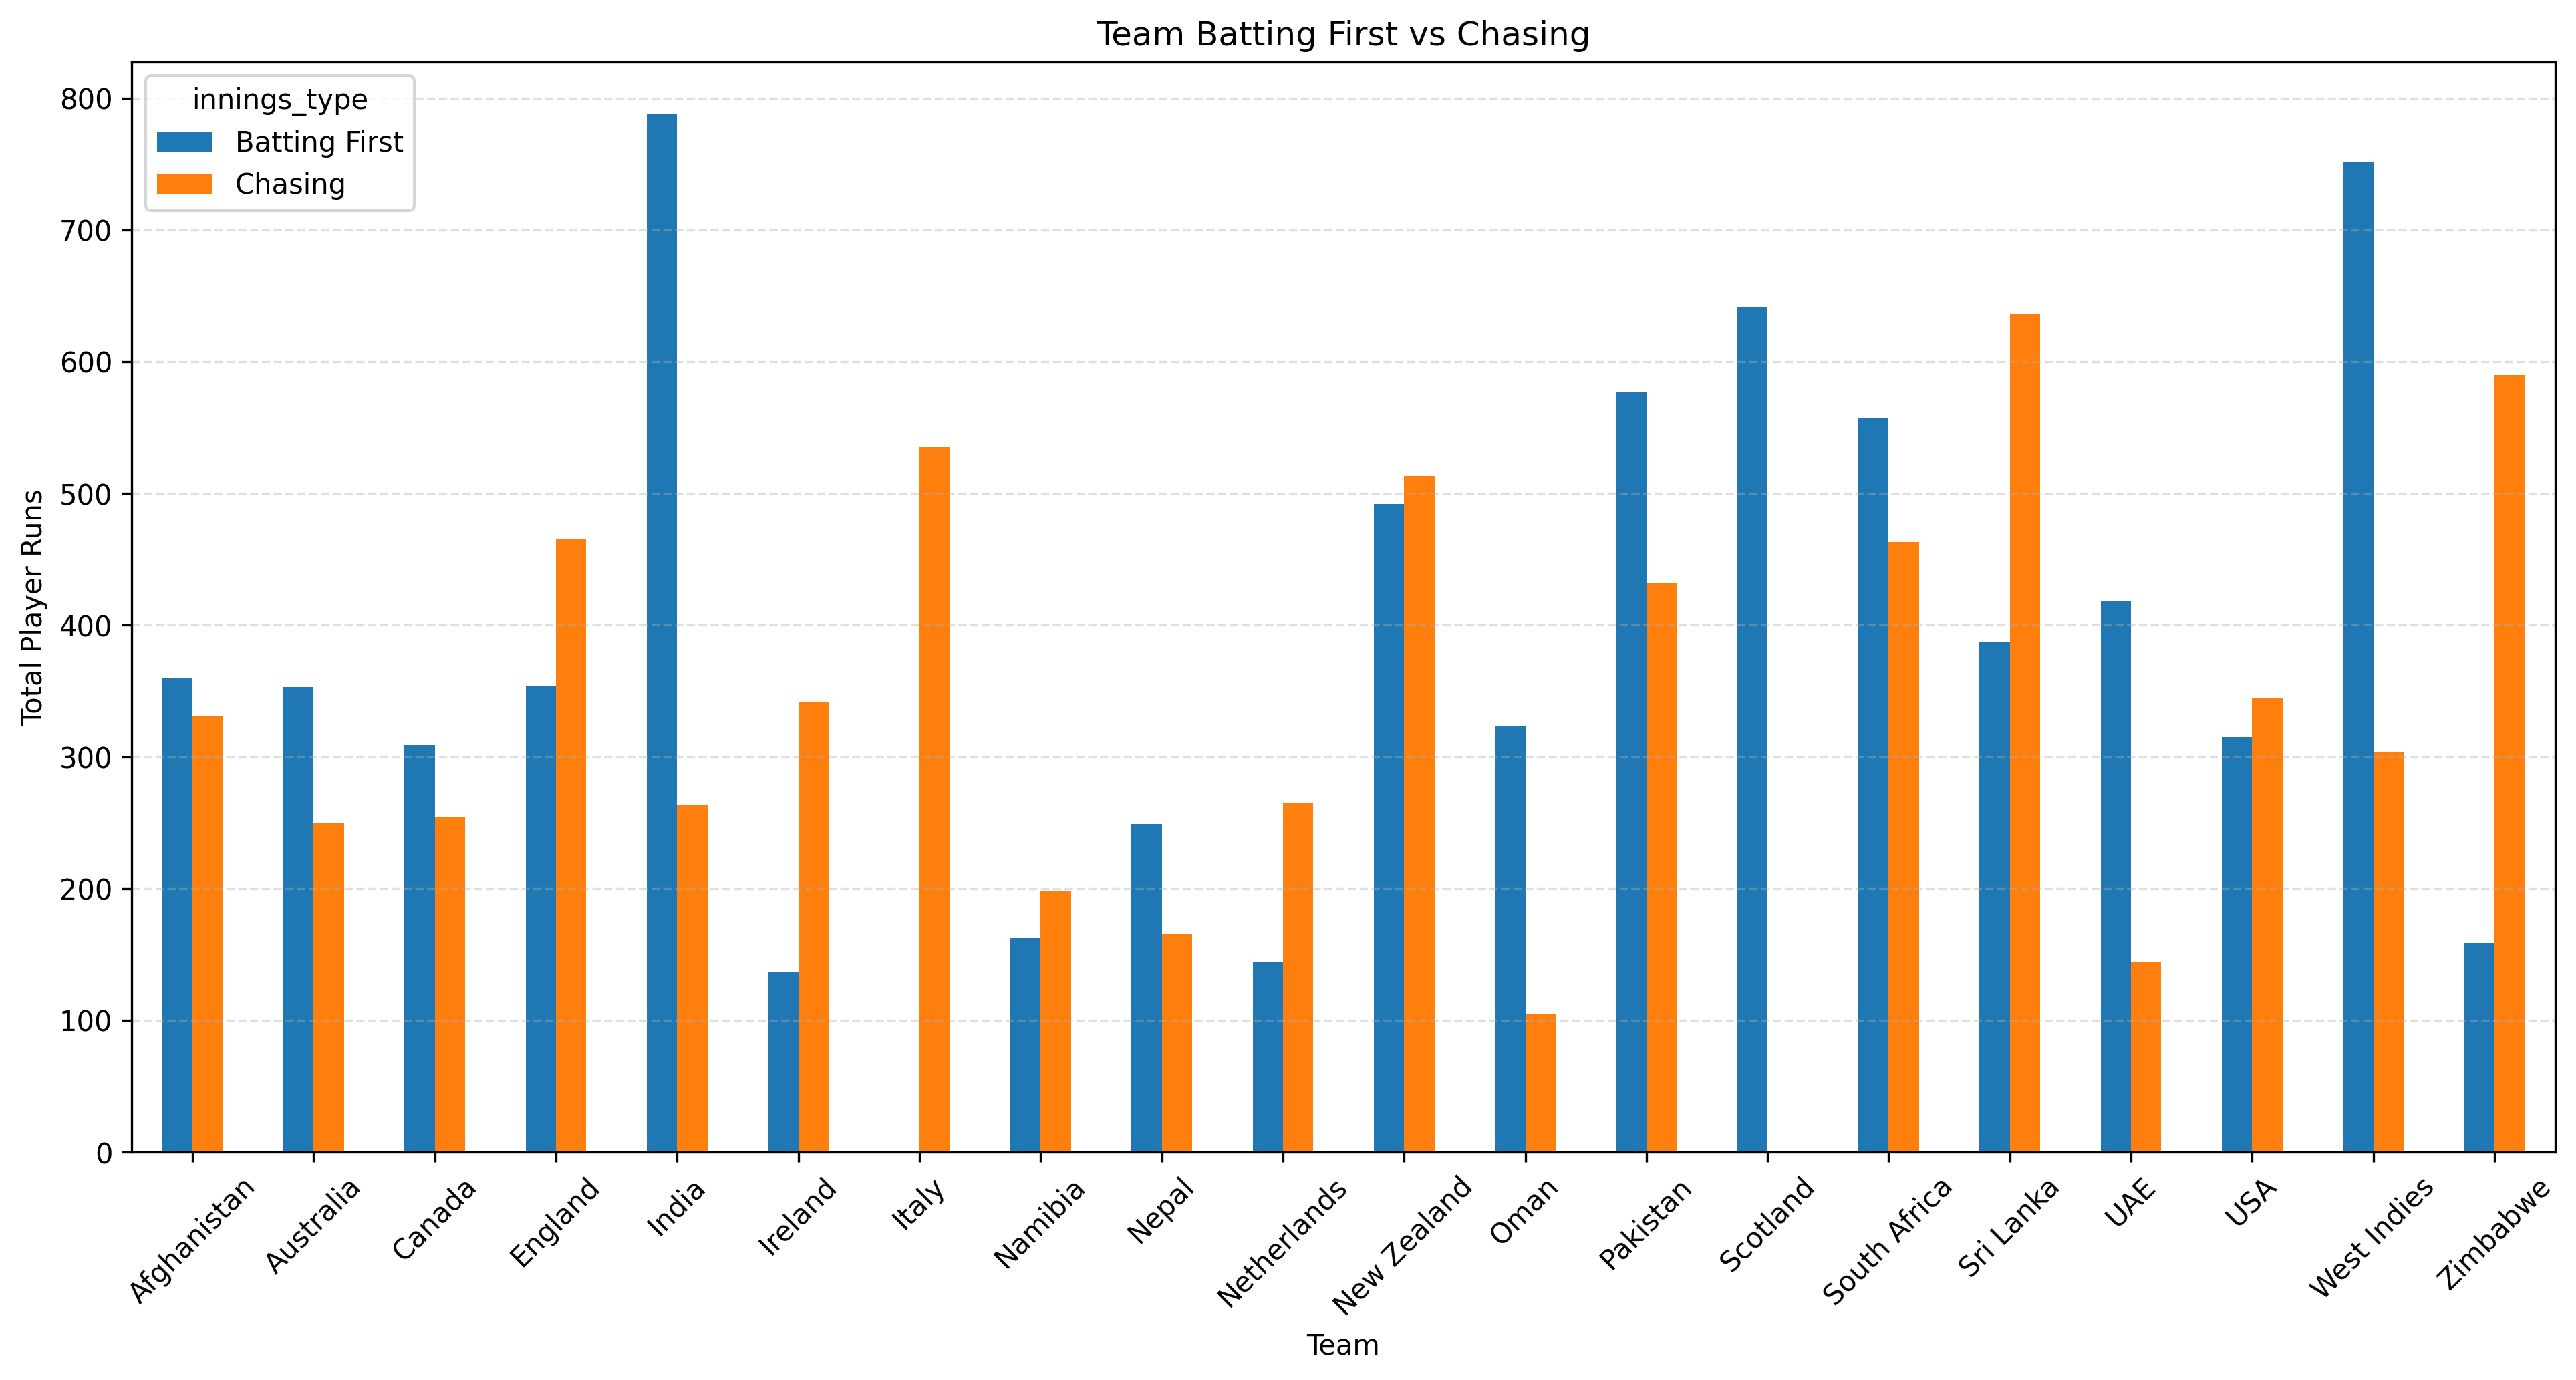 Team Batting First vs Chasing
innings_type
Batting First
Chasing
Total Player Runs
800
700
600
500
400
300
200
100
0
Afghanistan
Australia
Canada
England
India
Ireland
Italy
Namibia
Nepal
Netherlands
New Zealand
Oman
Pakistan
Scotland
South Africa
Sri Lanka
UAE
USA
West Indies
Zimbabwe
Team